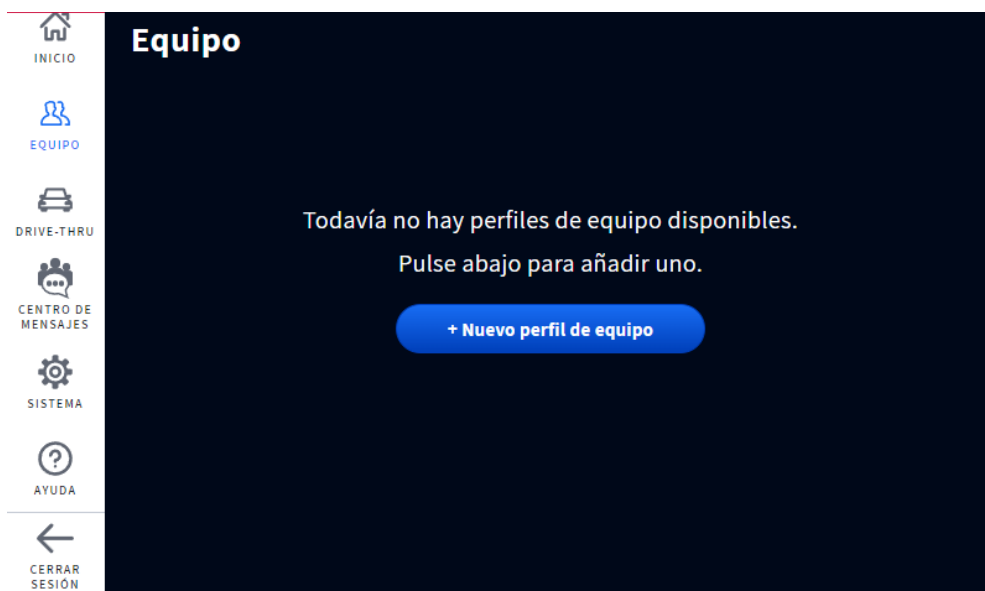 INICIO
EQUIPO
DRIVE-THRU
CENTRO DE
MENSAJES
SISTEMA
AYUDA
CERRAR
SESIÓN
Equipo
Todavía no hay perfiles de equipo disponibles.
Pulse abajo para añadir uno.
+ Nuevo perfil de equipo